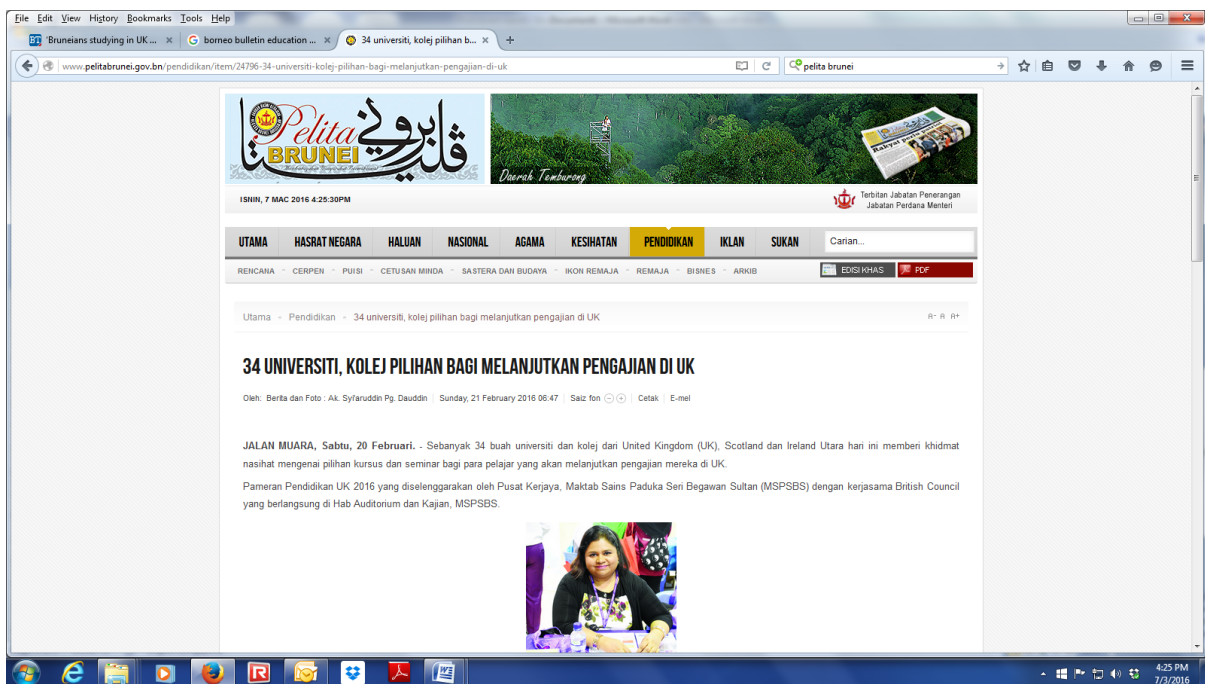 File Edit View History Bookmarks Tools Help
BT 'Bruneians studying in UK ... × G borneo bulletin education ... × 34 universiti, kolej pilihan b... × +
www.pelitabrunei.gov.bn/pendidikan/item/24796-34-universiti-kolej-pilihan-bagi-melanjutkan-pengajian-di-uk
pelita brunei
Pelita
BRUNEI
Daerah Temburong
ISNIN, 7 MAC 2016 4:25:30PM
Terbitan Jabatan Penerangan
Jabatan Perdana Menteri
UTAMA HASRAT NEGARA HALUAN NASIONAL AGAMA KESIHATAN PENDIDIKAN IKLAN SUKAN Carian...
RENCANA CERPEN PUISI CETUSAN MINDA SASTERA DAN BUDAYA IKON REMAJA REMAJA BISNES ARKIB EDISI KHAS PDF
Utama Pendidikan 34 universiti, kolej pilihan bagi melanjutkan pengajian di UK A- A A+
34 UNIVERSITI, KOLEJ PILIHAN BAGI MELANJUTKAN PENGAJIAN DI UK
Oleh: Berita dan Foto : Ak. Syi'aruddin Pg. Dauddin Sunday, 21 February 2016 06:47 Saiz fon Cetak E-mel
JALAN MUARA, Sabtu, 20 Februari. - Sebanyak 34 buah universiti dan kolej dari United Kingdom (UK), Scotland dan Ireland Utara hari ini memberi khidmat
nasihat mengenai pilihan kursus dan seminar bagi para pelajar yang akan melanjutkan pengajian mereka di UK.
Pameran Pendidikan UK 2016 yang diselenggarakan oleh Pusat Kerjaya, Maktab Sains Paduka Seri Begawan Sultan (MSPSBS) dengan kerjasama British Council
yang berlangsung di Hab Auditorium dan Kajian, MSPSBS.
4:25 PM
7/3/2016